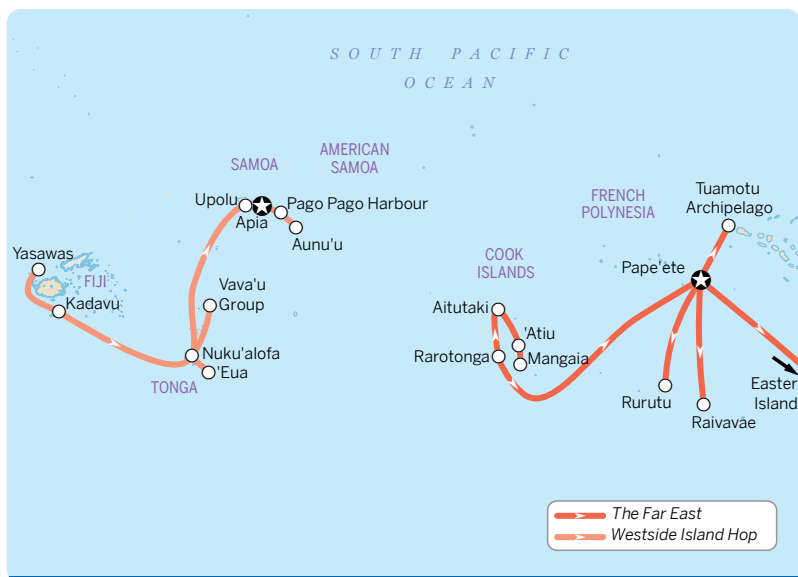 SOUTH PACIFIC
OCEAN
AMERICAN
SAMOA
SAMOA
Upolu
Apia
Pago Pago Harbour
Aunu'u
Tuamotu
Archipelago
FRENCH
POLYNESIA
Yasawas
FIJI
Kadavu
Vava'u
Group
COOK
ISLANDS
Pape'ete
Aitutaki
'Atiu
Rarotonga
Mangaia
Nuku'alofa
'Eua
TONGA
Easter
Island
Rurutu
Raivavae
The Far East
Westside Island Hop